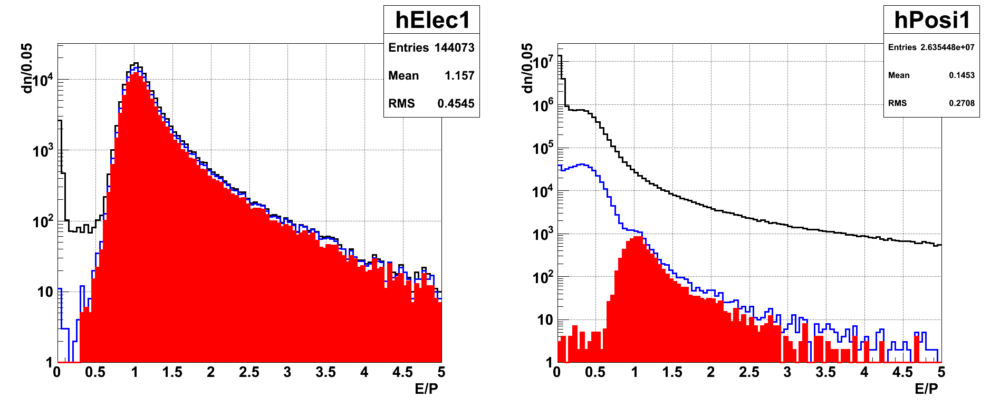 hElec1
Entries 144073
Mean 1.157
RMS 0.4545
dn/0.05
10^4
10^3
10^2
10
1
0 0.5 1 1.5 2 2.5 3 3.5 4 4.5 5
E/P
hPosi1
Entries 2.635448e+07
Mean 0.1453
RMS 0.2708
dn/0.05
10^7
10^6
10^5
10^4
10^3
10^2
10
1
0 0.5 1 1.5 2 2.5 3 3.5 4 4.5 5
E/P